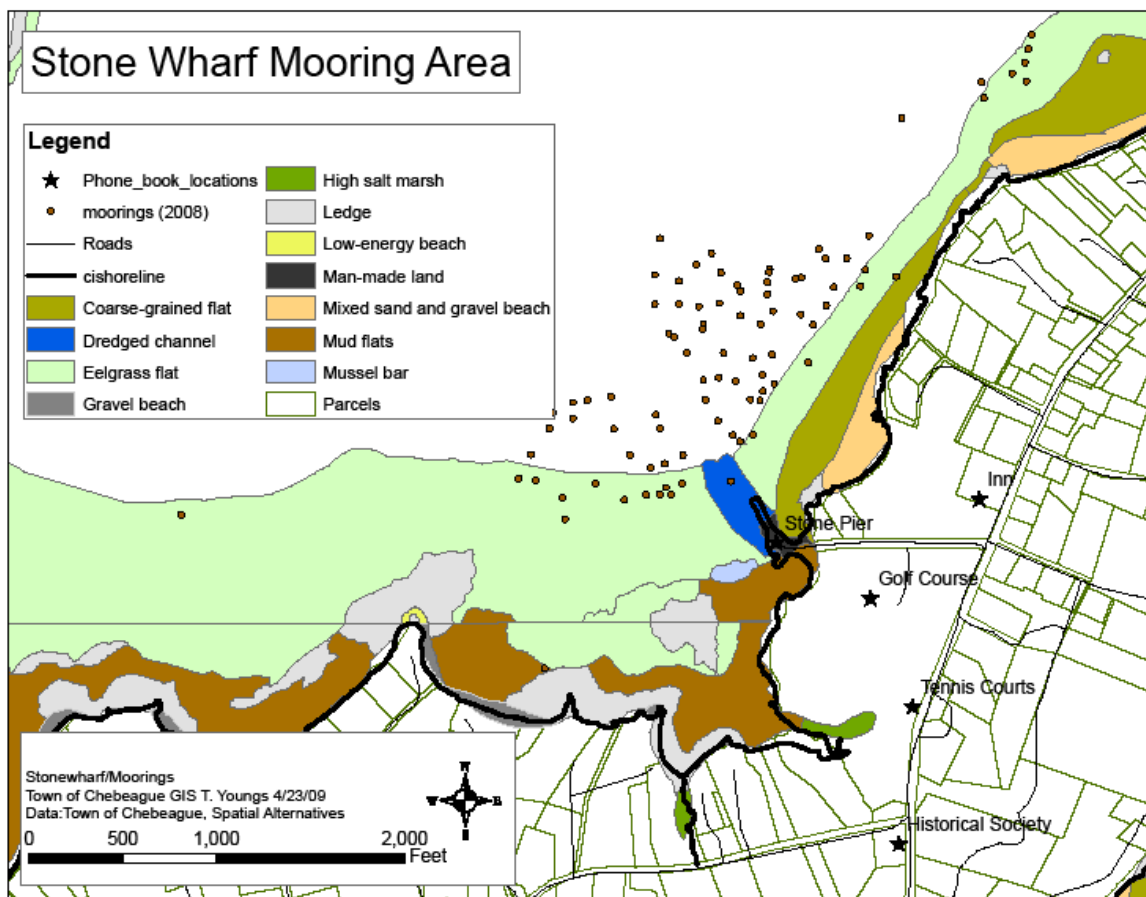 Stone Wharf Mooring Area
Legend
Phone_book_locations
moorings (2008)
Roads
cishoreline
Coarse-grained flat
Dredged channel
Eelgrass flat
Gravel beach
High salt marsh
Ledge
Low-energy beach
Man-made land
Mixed sand and gravel beach
Mud flats
Mussel bar
Parcels
Inn
Stone Pier
Golf Course
Tennis Courts
Historical Society
Stonewharf/Moorings
Town of Chebeague GIS T. Youngs 4/23/09
Data:Town of Chebeague, Spatial Alternatives
0 500 1,000 2,000
Feet